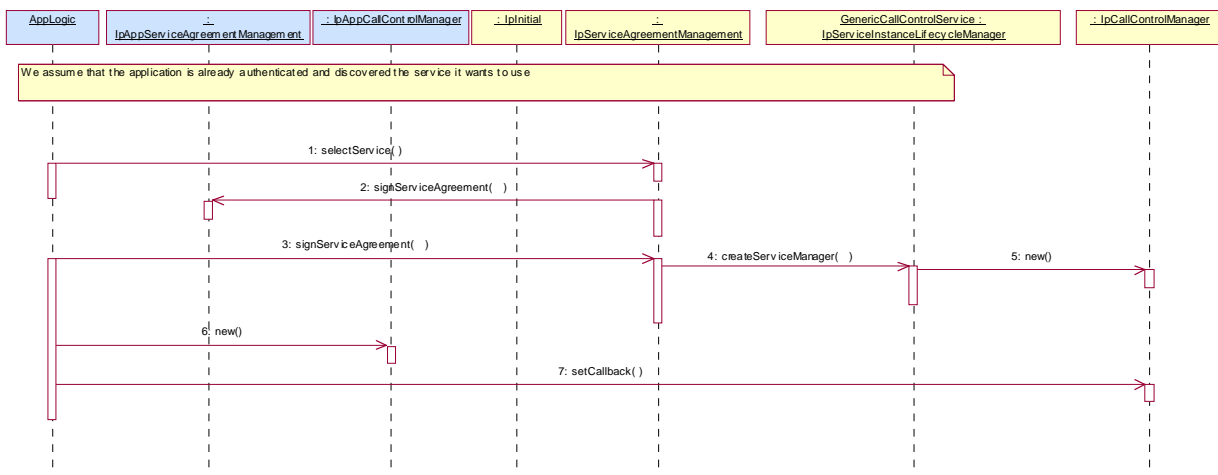 AppLogic
:
IpAppServiceAgreementManagement
: IpAppCallControlManager
: IpInitial
:
IpServiceAgreementManagement
GenericCallControlService :
IpServiceInstanceLifecycleManager
: IpCallControlManager
We assume that the application is already authenticated and discovered the service it wants to use
1: selectService( )
2: signServiceAgreement( )
3: signServiceAgreement( )
4: createServiceManager( )
5: new()
6: new()
7: setCallback( )